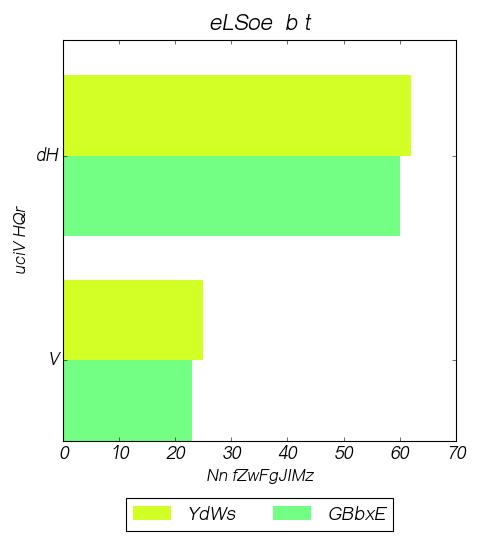 eLSoe b t
dH
uciV HQr
V
0 10 20 30 40 50 60 70
Nn fZwFgJIMz
YdWs GBbxE